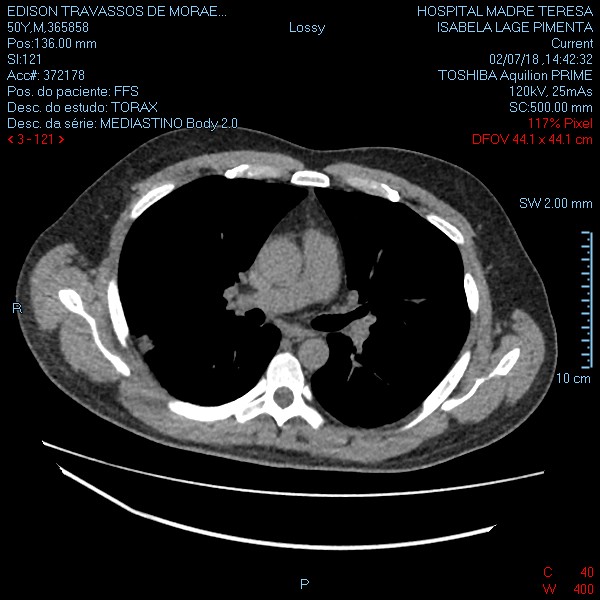 EDISON TRAVASSOS DE MORAE...
50Y,M,365858
Pos:136.00 mm
Sl:121
Acc#: 372178
Pos. do paciente: FFS
Desc. do estudo: TORAX
Desc. da série: MEDIASTINO Body 2.0
< 3 - 121 >
Lossy
HOSPITAL MADRE TERESA
ISABELA LAGE PIMENTA
Current
02/07/18 ,14:42:32
TOSHIBA Aquilion PRIME
120kV, 25mAs
SC:500.00 mm
117% Pixel
DFOV 44.1 x 44.1 cm
SW 2.00 mm
R
10 cm
P
C 40
W 400